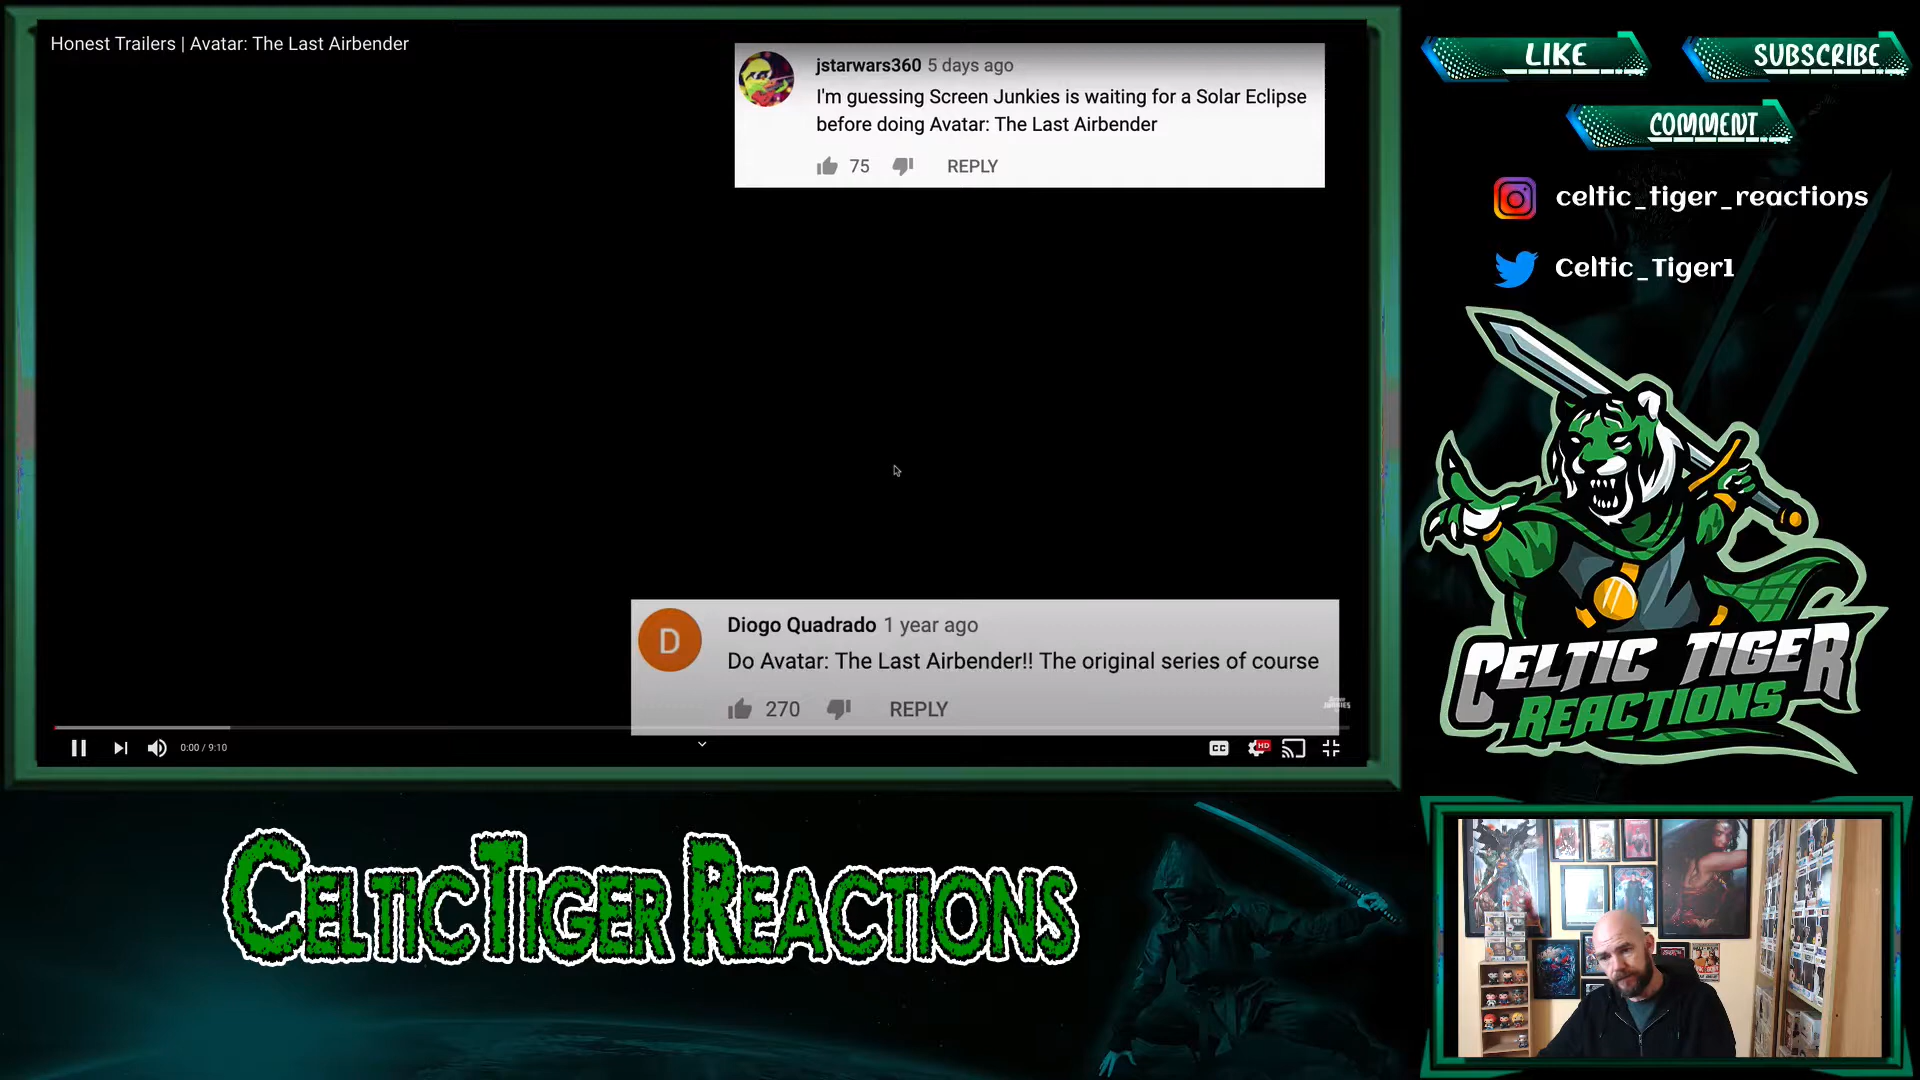 Honest Trailers | Avatar: The Last Airbender
jstarwars360 5 days ago
I'm guessing Screen Junkies is waiting for a Solar Eclipse
before doing Avatar: The Last Airbender
75 REPLY
Diogo Quadrado 1 year ago
D
Do Avatar: The Last Airbender!! The original series of course
270 REPLY
JUNKIES
0:00 / 9:10
CC
HD
LIKE
SUBSCRIBE
COMMENT
celtic_tiger_reactions
Celtic_Tiger1
CELTIC TIGER
REACTIONS
CELTICTIGER REACTIONS